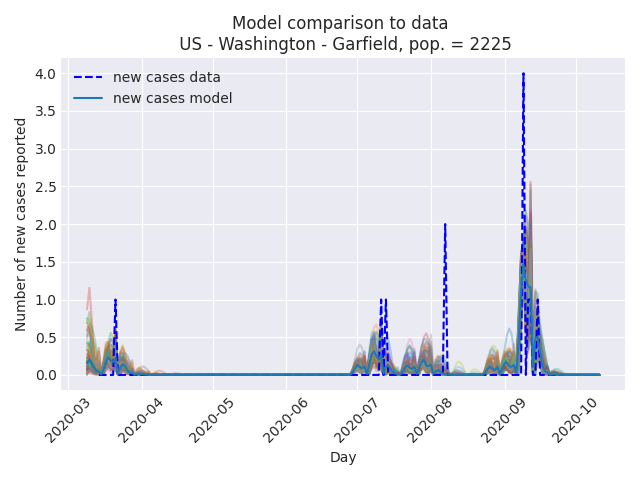 Model comparison to data
US - Washington - Garfield, pop. = 2225
new cases data
new cases model
Number of new cases reported
4.0
3.5
3.0
2.5
2.0
1.5
1.0
0.5
0.0
2020-03
2020-04
2020-05
2020-06
2020-07
2020-08
2020-09
2020-10
Day